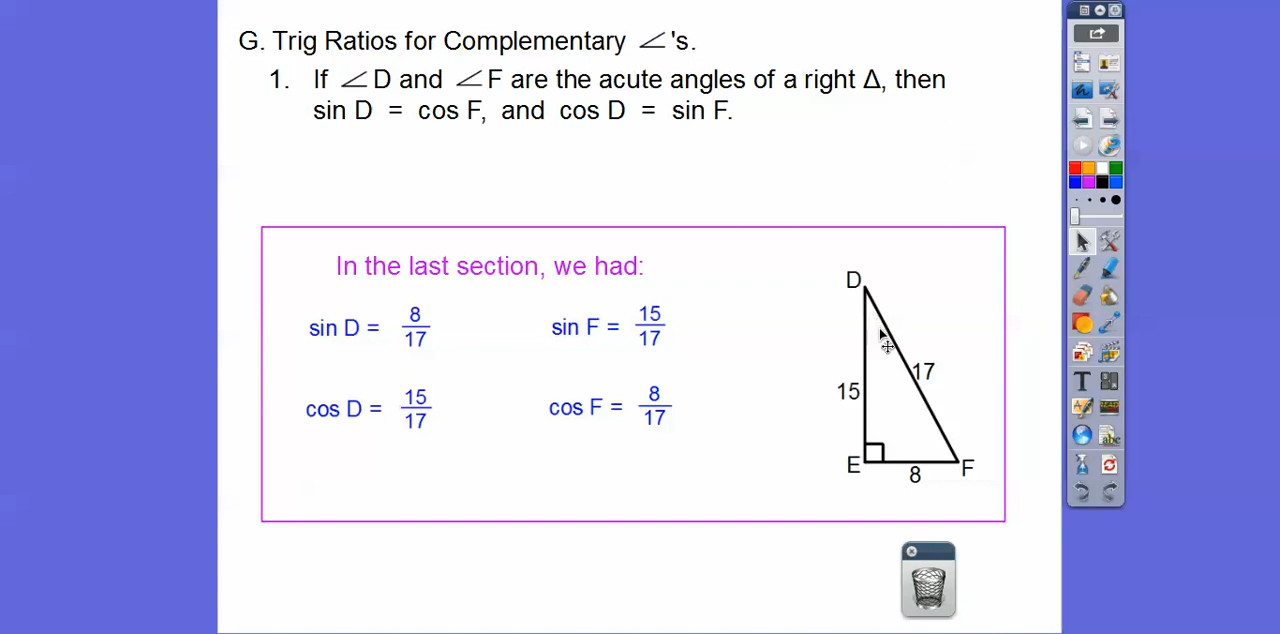 G. Trig Ratios for Complementary ∠'s.
1. If ∠D and ∠F are the acute angles of a right Δ, then
sin D = cos F, and cos D = sin F.
In the last section, we had:
sin D = 8/17
sin F = 15/17
cos D = 15/17
cos F = 8/17
D
17
15
E
F
8